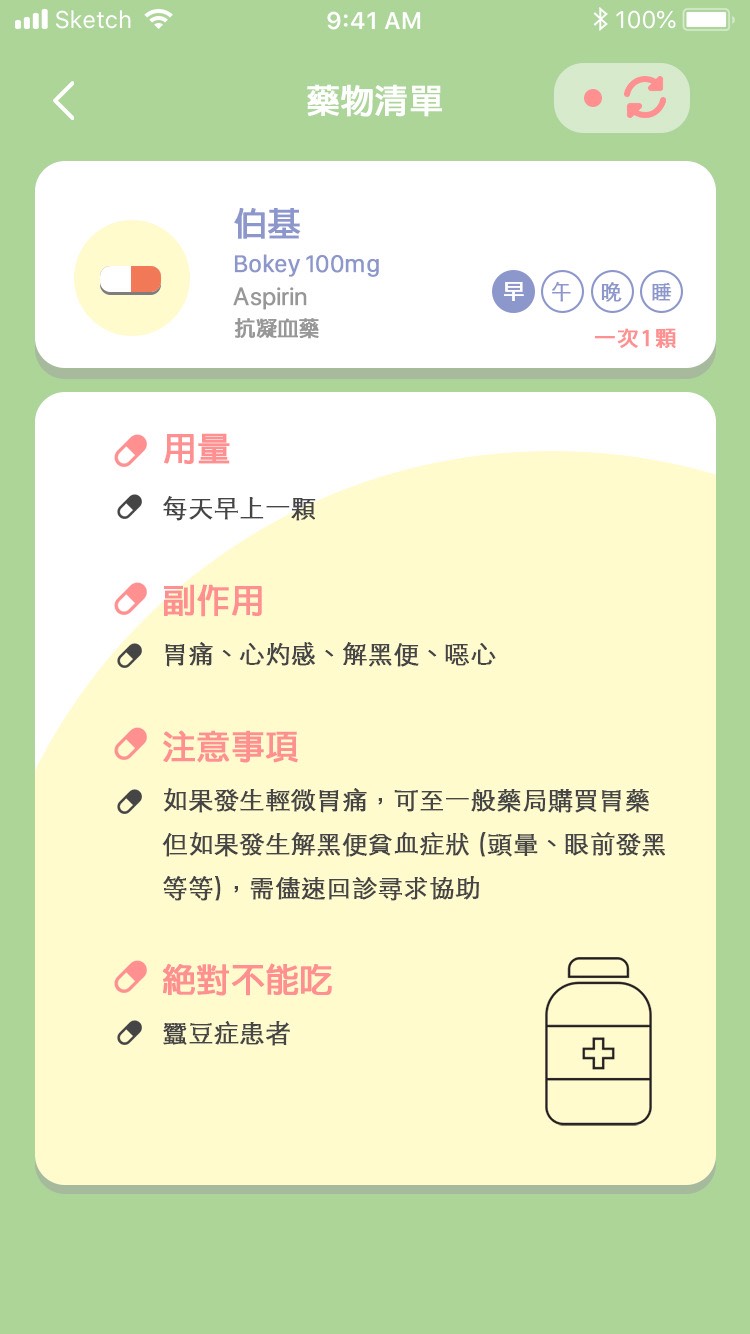 Sketch 9:41 AM 100%
藥物清單
伯基
Bokey 100mg
Aspirin
抗凝血藥
早 午 晚 睡
一次1顆
用量
每天早上一顆
副作用
胃痛、心灼感、解黑便、噁心
注意事項
如果發生輕微胃痛，可至一般藥局購買胃藥
但如果發生解黑便貧血症狀 (頭暈、眼前發黑
等等)，需儘速回診尋求協助
絕對不能吃
蠶豆症患者